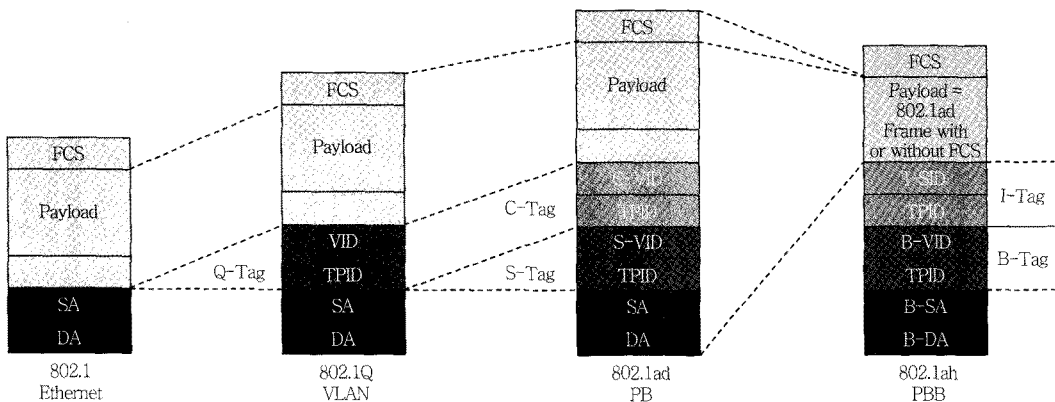 FCS
Payload
SA
DA
802.1
Ethernet
Q-Tag
FCS
Payload
VID
TPID
SA
DA
802.1Q
VLAN
C-Tag
S-Tag
FCS
Payload
TPID
S-VID
TPID
SA
DA
802.1ad
PB
FCS
Payload =
802.1ad
Frame with
or without FCS
I-SID
TPID
B-VID
TPID
B-SA
B-DA
802.1ah
PBB
I-Tag
B-Tag